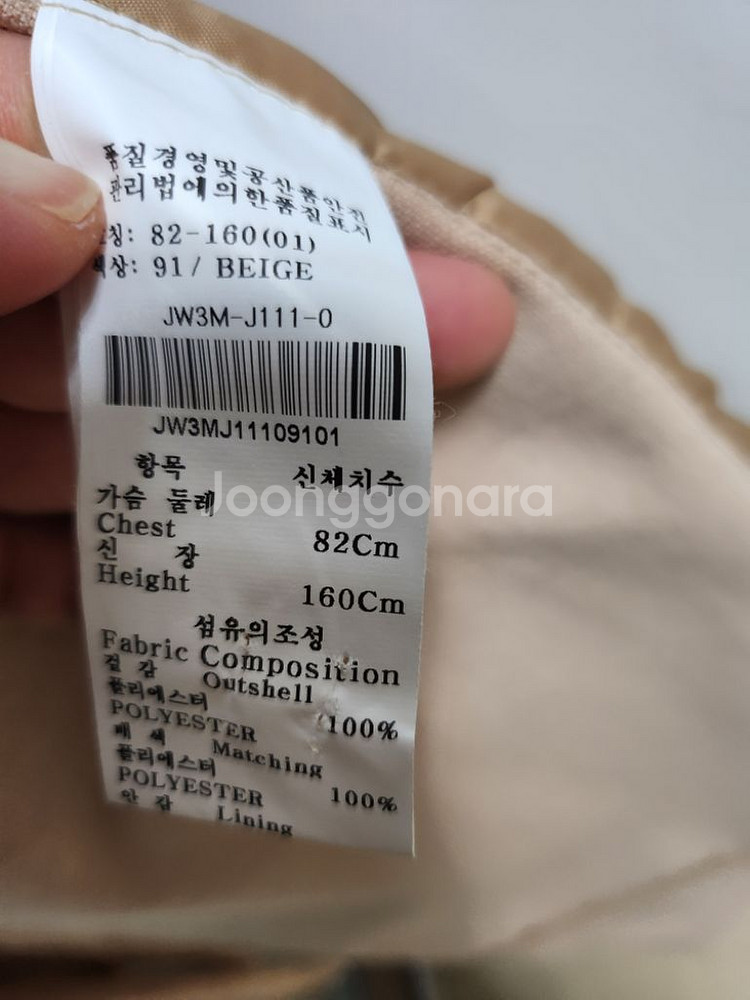 품질경영및공산품안전
관리법에의한품질표시
칭: 82-160(01)
색상: 91/ BEIGE
JW3M-J111-0
JW3MJ11109101
항목 신체치수
가슴 둘레
Chest 82Cm
신 장
Height 160Cm
섬유의조성
Fabric Composition
겉 감 Outshell
폴리에스터
POLYESTER 100%
배 색 Matching
폴리에스터
POLYESTER 100%
안 감 Lining
Joonggonara